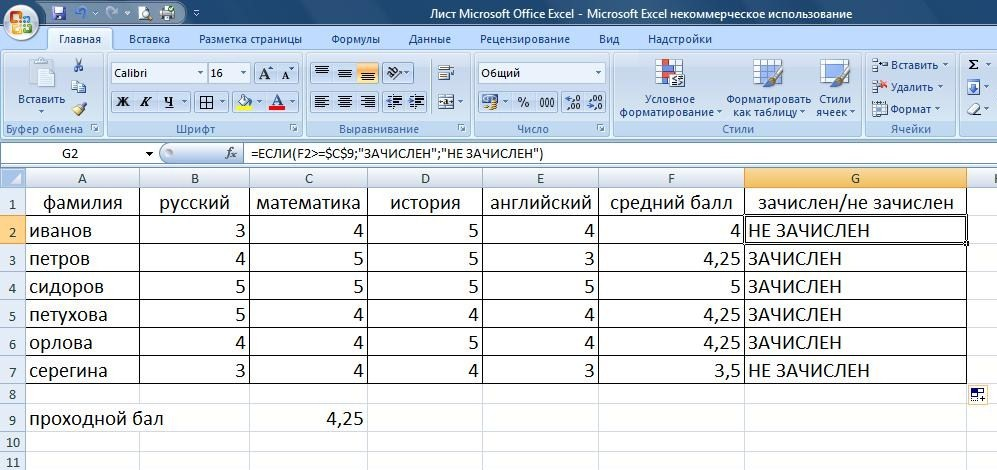 Лист Microsoft Office Excel - Microsoft Excel некоммерческое использование
Главная Вставка Разметка страницы Формулы Данные Рецензирование Вид Надстройки
Вставить
Буфер обмена
Calibri 16
Ж К Ч
Шрифт
Выравнивание
Общий
% 000
Число
Условное форматирование
Форматировать как таблицу
Стили ячеек
Стили
Вставить
Удалить
Формат
Ячейки
G2 fx =ЕСЛИ(F2>=$C$9;"ЗАЧИСЛЕН";"НЕ ЗАЧИСЛЕН")
A B C D E F G
1 фамилия русский математика история английский средний балл зачислен/не зачислен
2 иванов 3 4 5 4 4 НЕ ЗАЧИСЛЕН
3 петров 4 5 5 3 4,25 ЗАЧИСЛЕН
4 сидоров 5 5 5 5 5 ЗАЧИСЛЕН
5 петухова 5 4 4 4 4,25 ЗАЧИСЛЕН
6 орлова 4 4 5 4 4,25 ЗАЧИСЛЕН
7 серегина 3 4 4 3 3,5 НЕ ЗАЧИСЛЕН
8
9 проходной бал 4,25
10
11